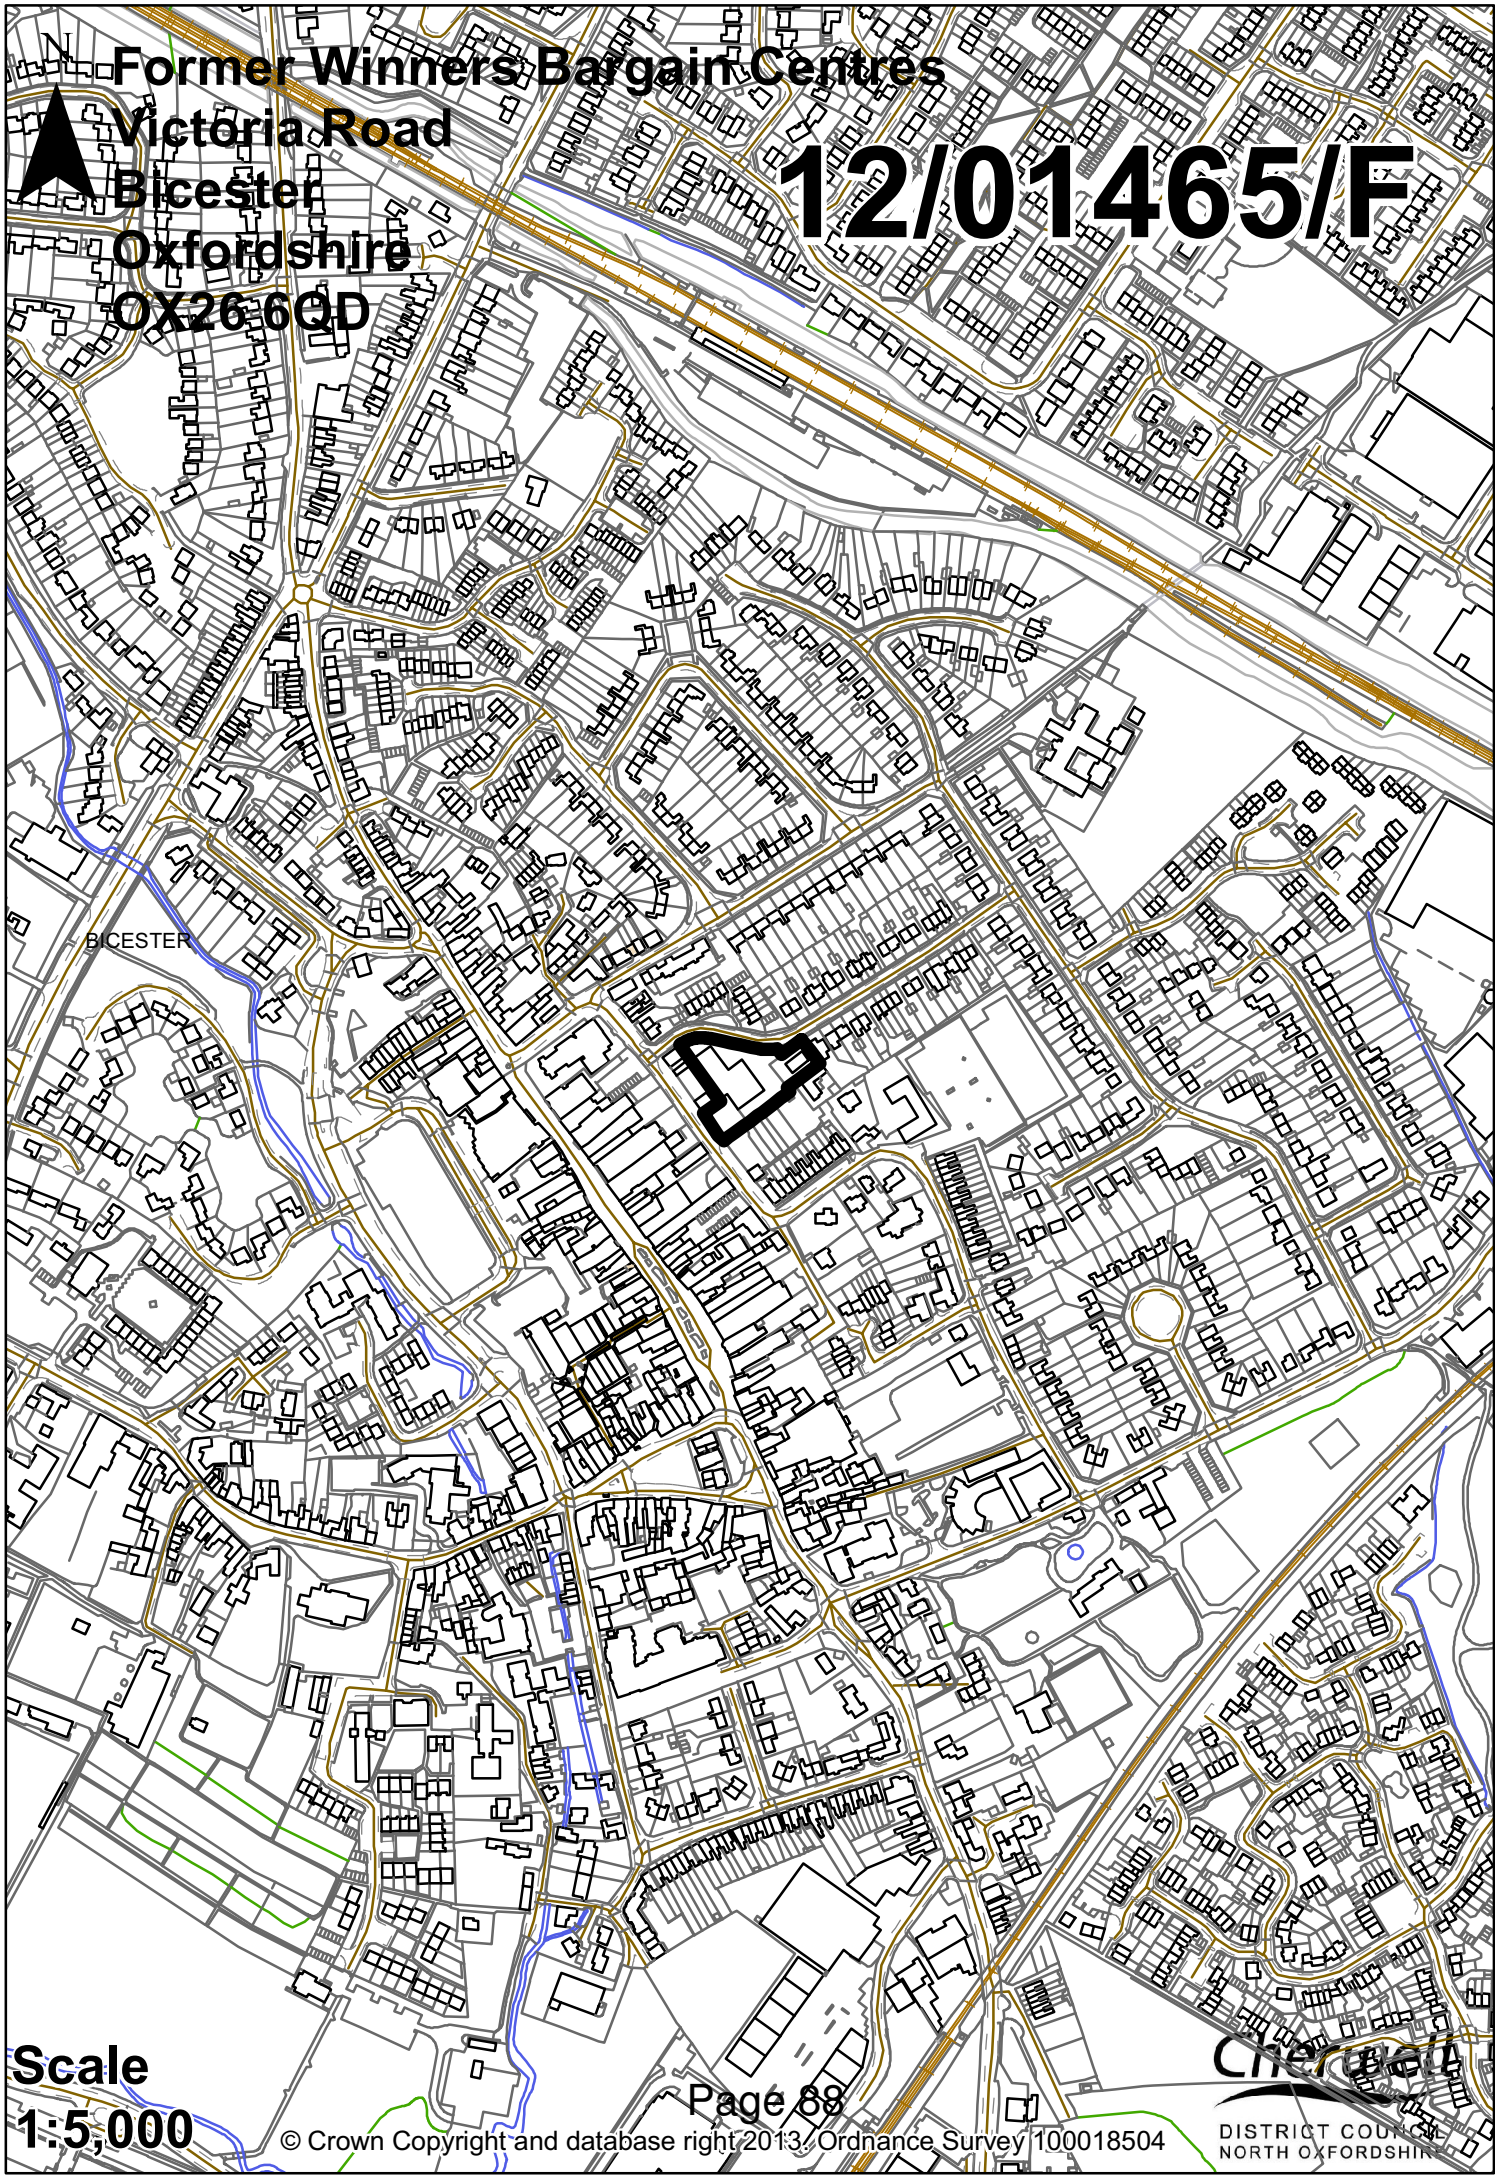 N
Former Winners Bargain Centres
Victoria Road
Bicester
Oxfordshire
OX26 6QD
12/01465/F
BICESTER
Scale
1:5,000
Page 88
© Crown Copyright and database right 2013. Ordnance Survey 100018504
Cherwell
DISTRICT COUNCIL
NORTH OXFORDSHIRE